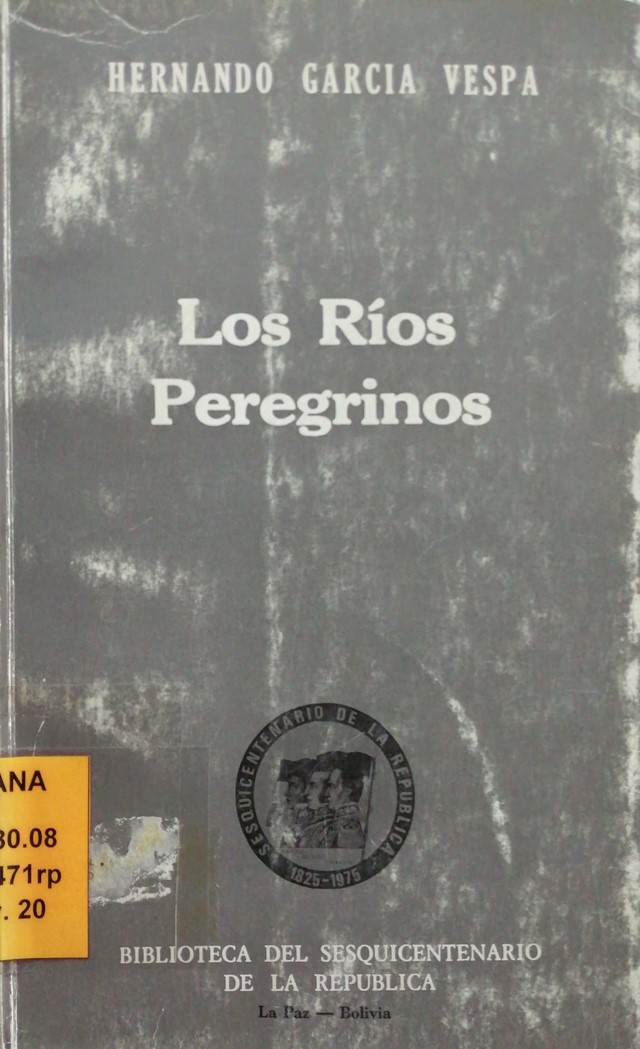 HERNANDO GARCIA VESPA
Los Ríos
Peregrinos
SESQUICENTENARIO DE LA REPUBLICA
1825-1975
ANA
30.08
471rp
. 20
BIBLIOTECA DEL SESQUICENTENARIO
DE LA REPUBLICA
La Paz — Bolivia